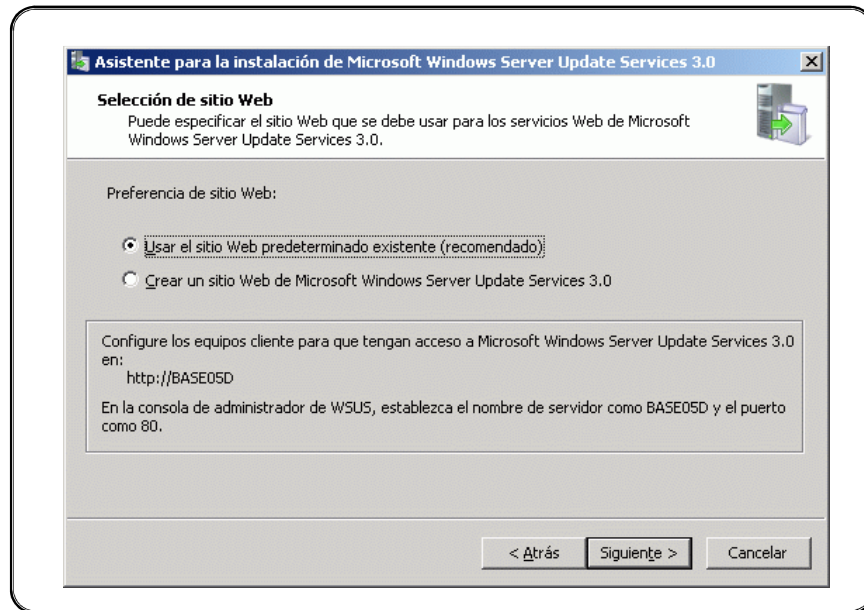 Asistente para la instalación de Microsoft Windows Server Update Services 3.0
Selección de sitio Web
Puede especificar el sitio Web que se debe usar para los servicios Web de Microsoft
Windows Server Update Services 3.0.
Preferencia de sitio Web:
Usar el sitio Web predeterminado existente (recomendado)
Crear un sitio Web de Microsoft Windows Server Update Services 3.0
Configure los equipos cliente para que tengan acceso a Microsoft Windows Server Update Services 3.0
en:
http://BASE05D
En la consola de administrador de WSUS, establezca el nombre de servidor como BASE05D y el puerto
como 80.
< Atrás Siguiente > Cancelar